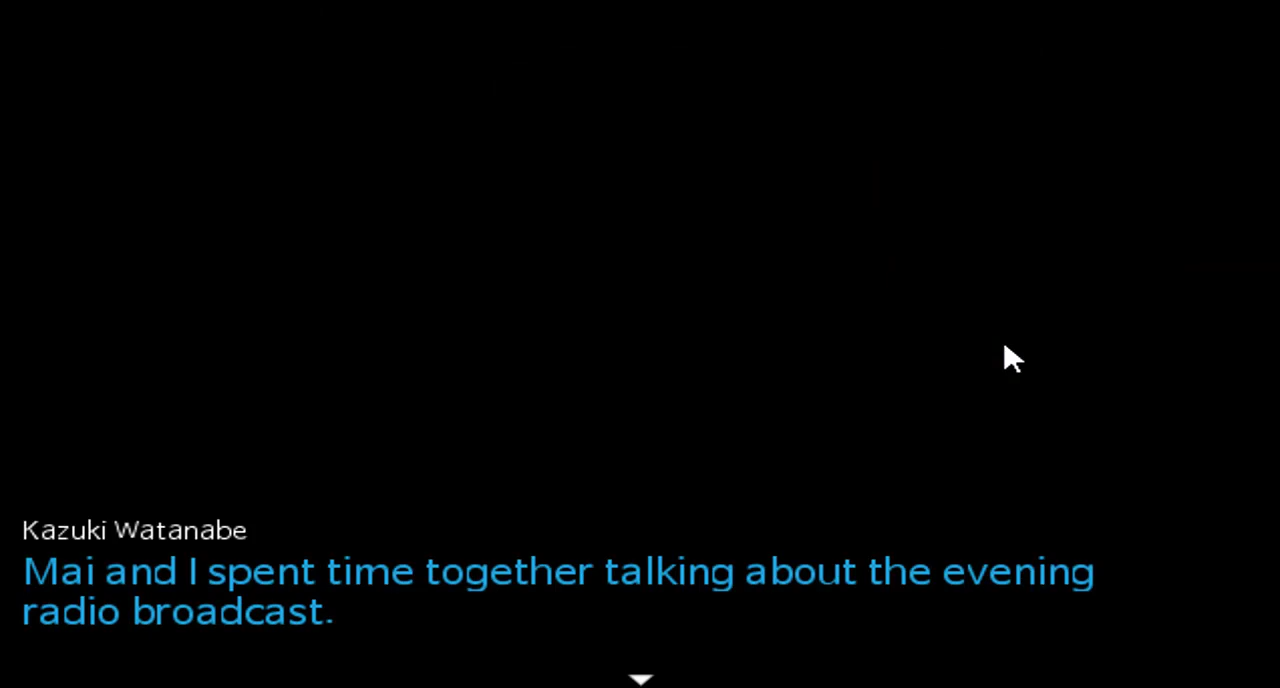 Kazuki Watanabe
Mai and I spent time together talking about the evening
radio broadcast.